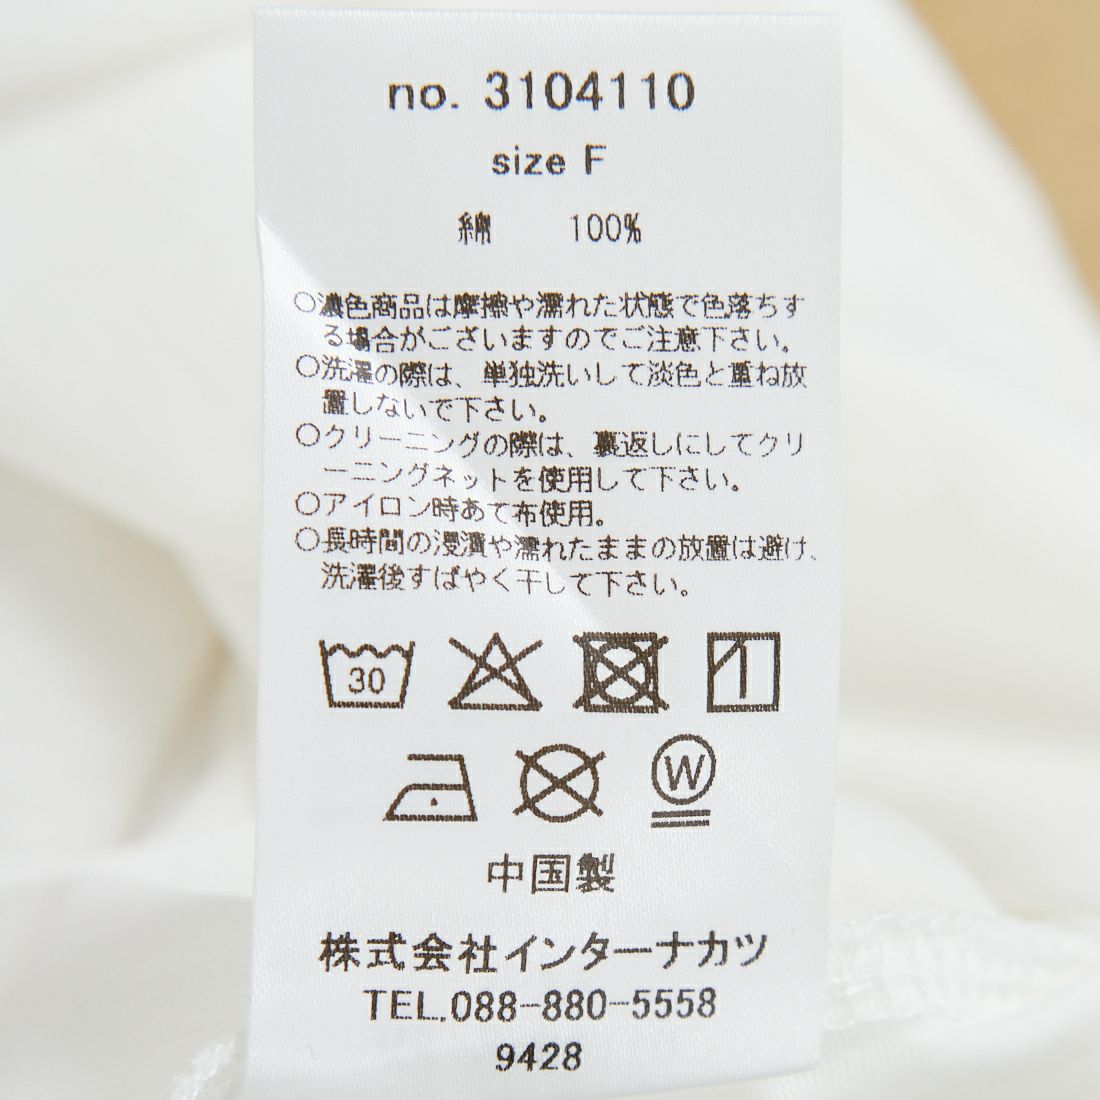 no. 3104110
size F
綿 100%
○濃色商品は摩擦や濡れた状態で色落ちす
る場合がございますのでご注意下さい。
○洗濯の際は、単独洗いして淡色と重ね放
置しないで下さい。
○クリーニングの際は、裏返しにしてクリ
ーニングネットを使用して下さい。
○アイロン時あて布使用。
○長時間の浸漬や濡れたままの放置は避け、
洗濯後すばやく干して下さい。
30
W
中国製
株式会社インターナカツ
TEL.088-880-5558
9428